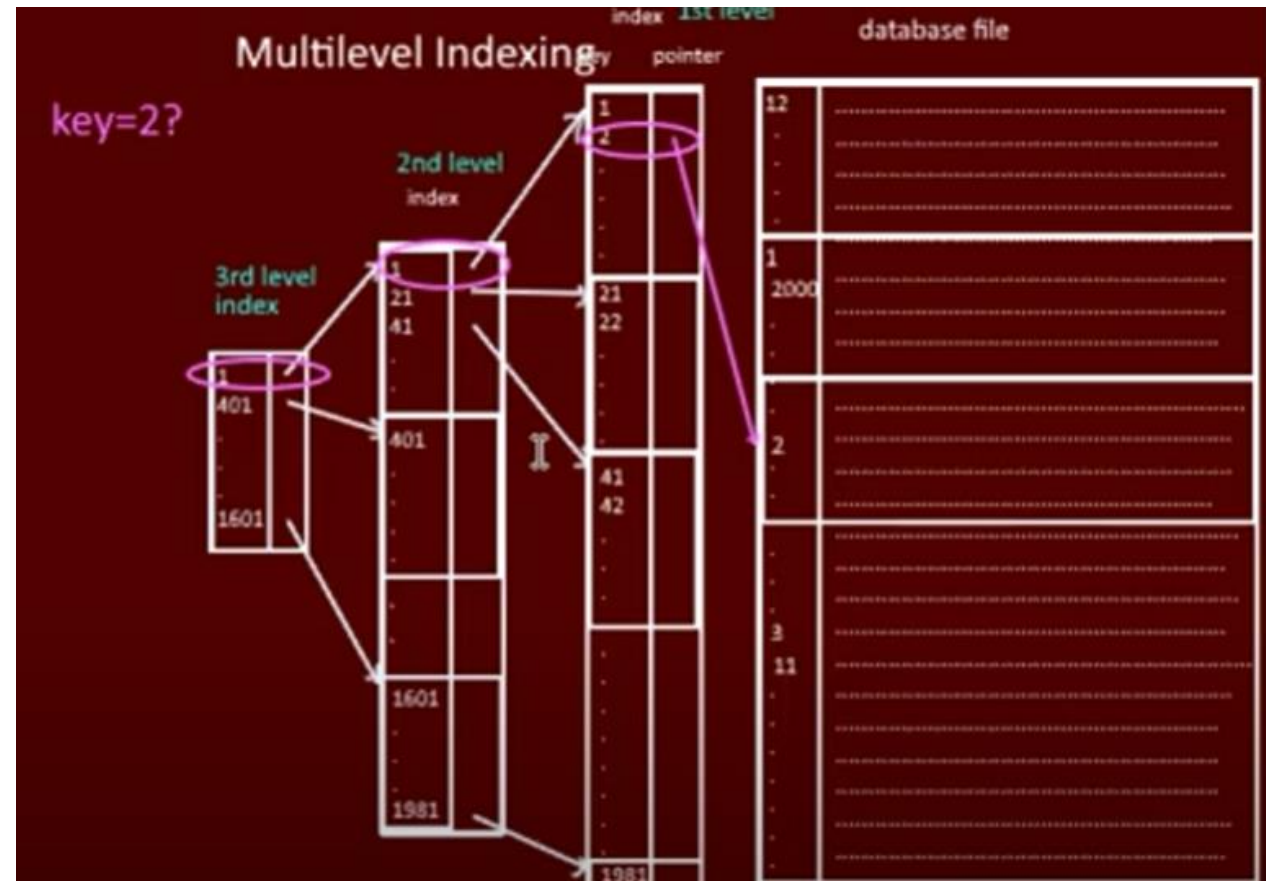 index 1st level
database file
Multilevel Indexing
key pointer
key=2?
2nd level
index
3rd level
index
1
401
1601
1
21
41
401
1601
1981
1
2
21
22
41
42
1981
12
1
2000
2
3
11